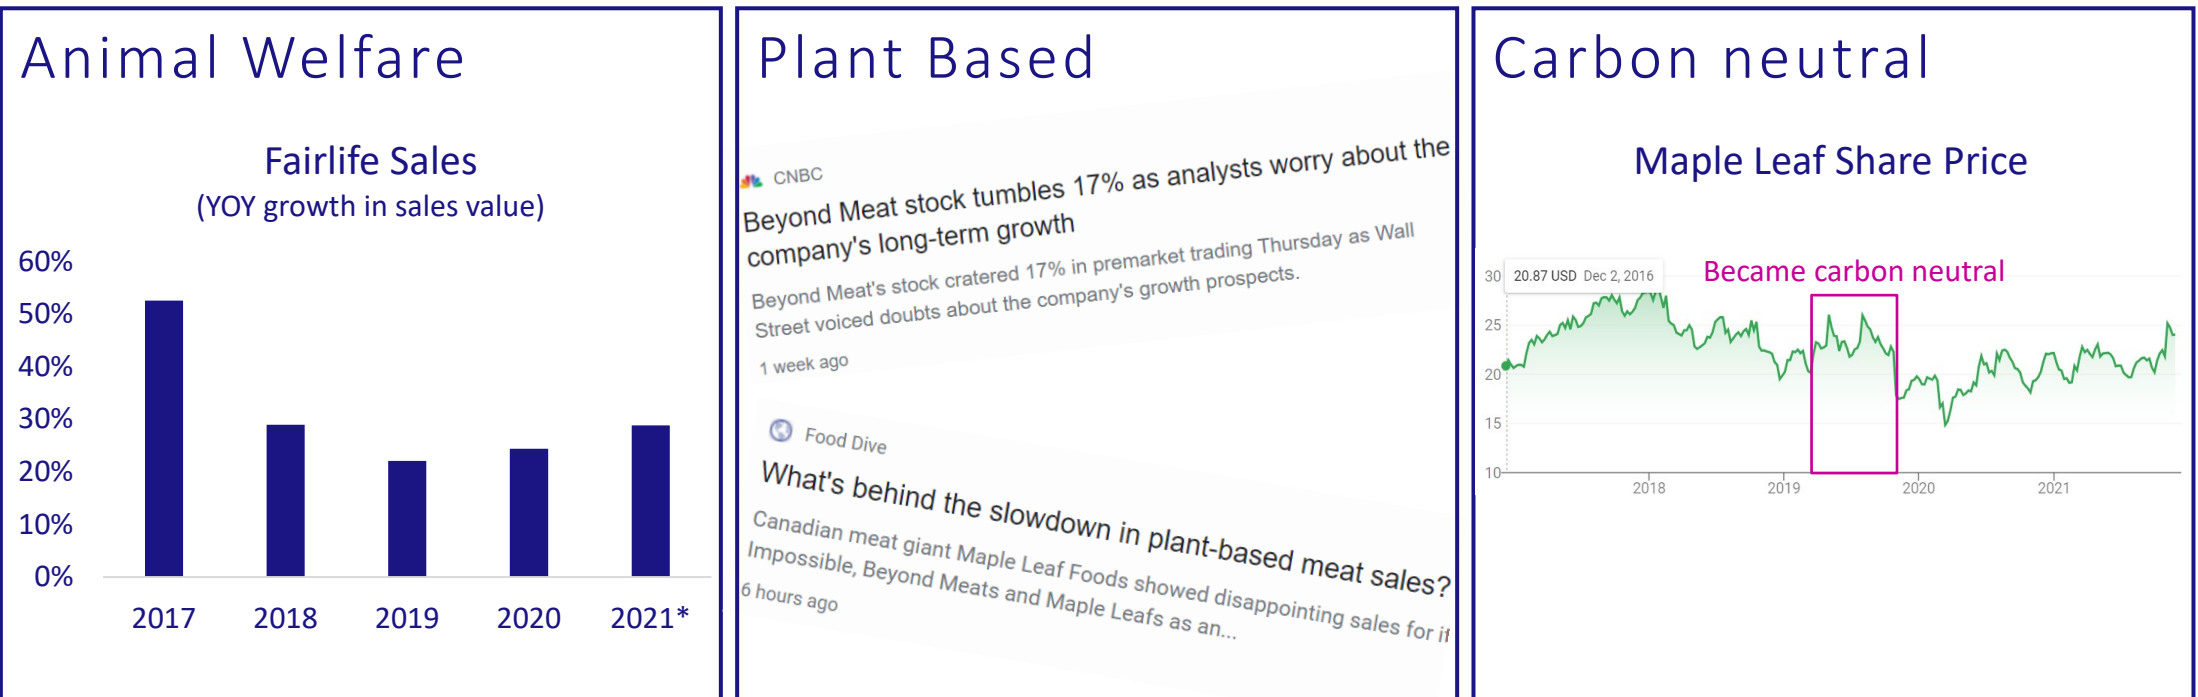 Animal Welfare
Fairlife Sales
(YOY growth in sales value)
60%
50%
40%
30%
20%
10%
0%
2017 2018 2019 2020 2021*
Plant Based
CNBC
Beyond Meat stock tumbles 17% as analysts worry about the
company's long-term growth
Beyond Meat's stock cratered 17% in premarket trading Thursday as Wall
Street voiced doubts about the company's growth prospects.
1 week ago
Food Dive
What's behind the slowdown in plant-based meat sales?
Canadian meat giant Maple Leaf Foods showed disappointing sales for
Impossible, Beyond Meats and Maple Leafs as an...
6 hours ago
Carbon neutral
Maple Leaf Share Price
Became carbon neutral
20.87 USD Dec 2, 2016
30
25
20
15
10
2018 2019 2020 2021